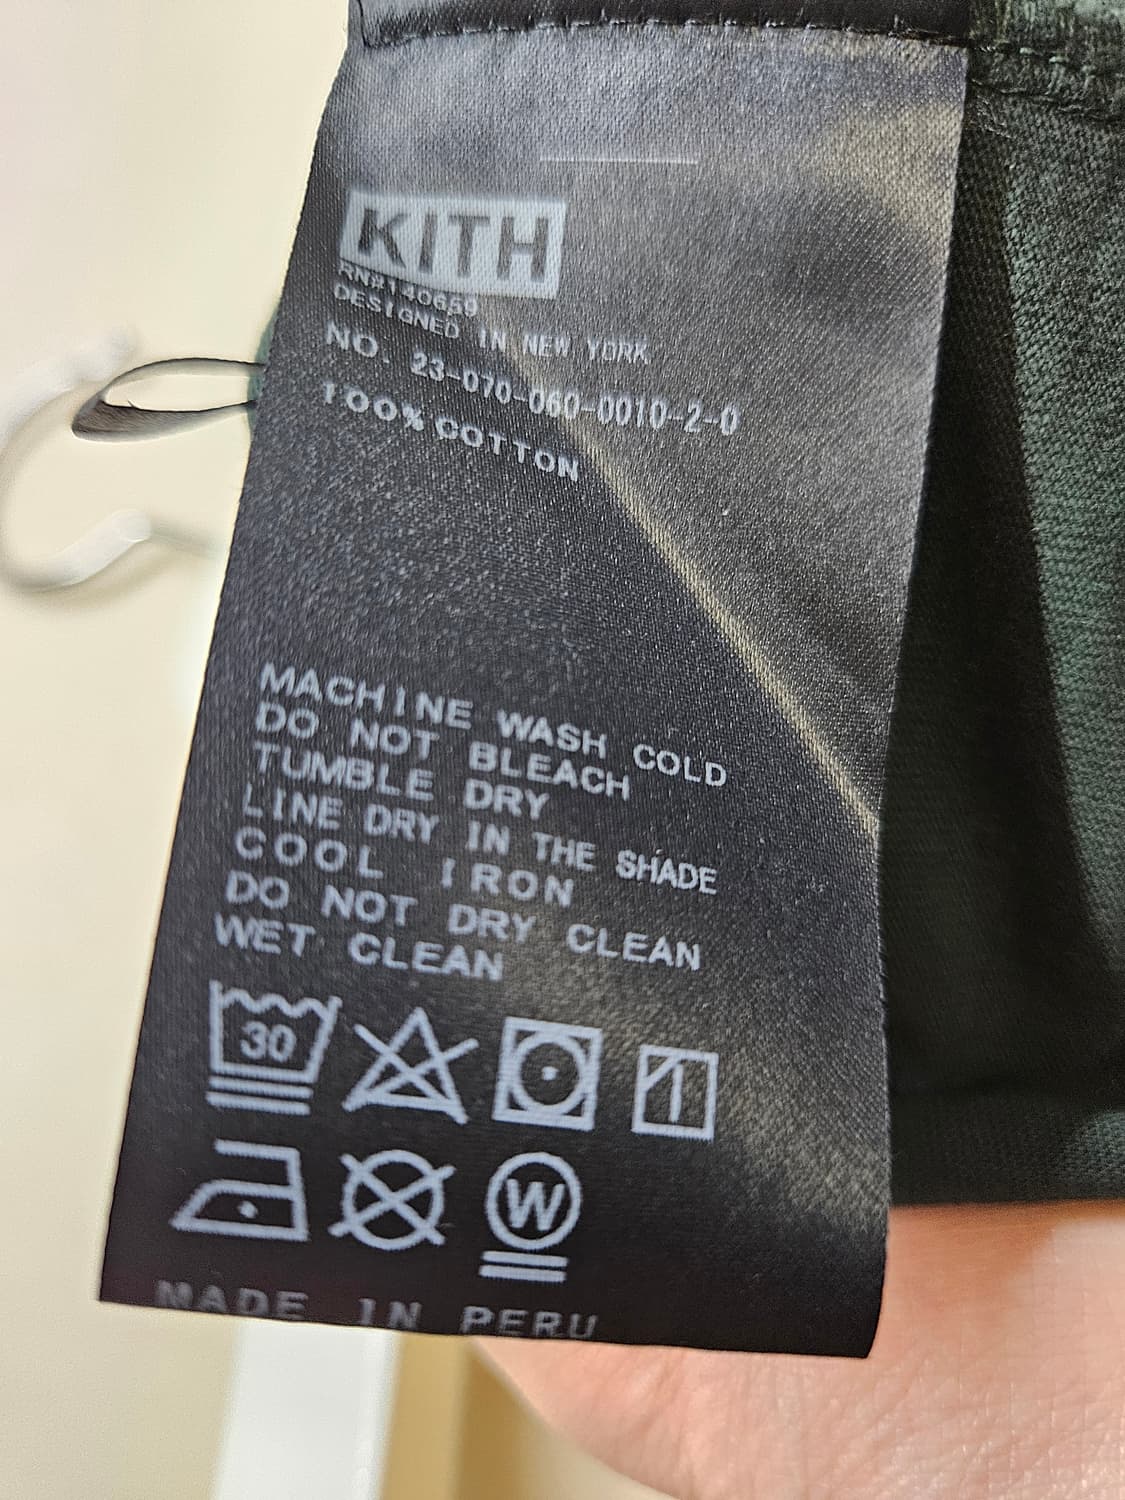 KITH
RN#140659
DESIGNED IN NEW YORK
NO. 23-070-060-0010-2-0
100% COTTON
MACHINE WASH COLD
DO NOT BLEACH
TUMBLE DRY
LINE DRY IN THE SHADE
COOL IRON
DO NOT DRY CLEAN
WET CLEAN
30
W
MADE IN PERU